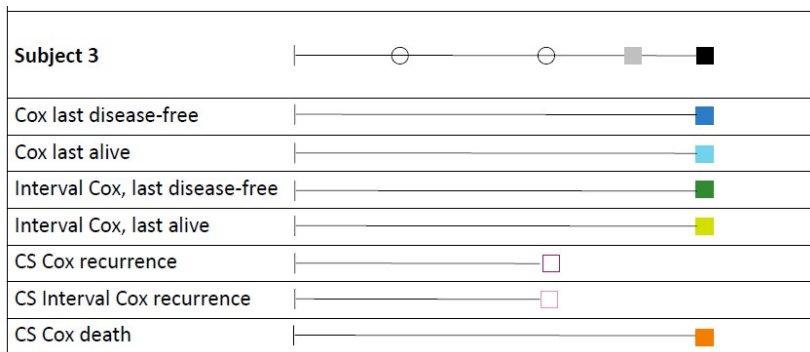 Subject 3
Cox last disease-free
Cox last alive
Interval Cox, last disease-free
Interval Cox, last alive
CS Cox recurrence
CS Interval Cox recurrence
CS Cox death